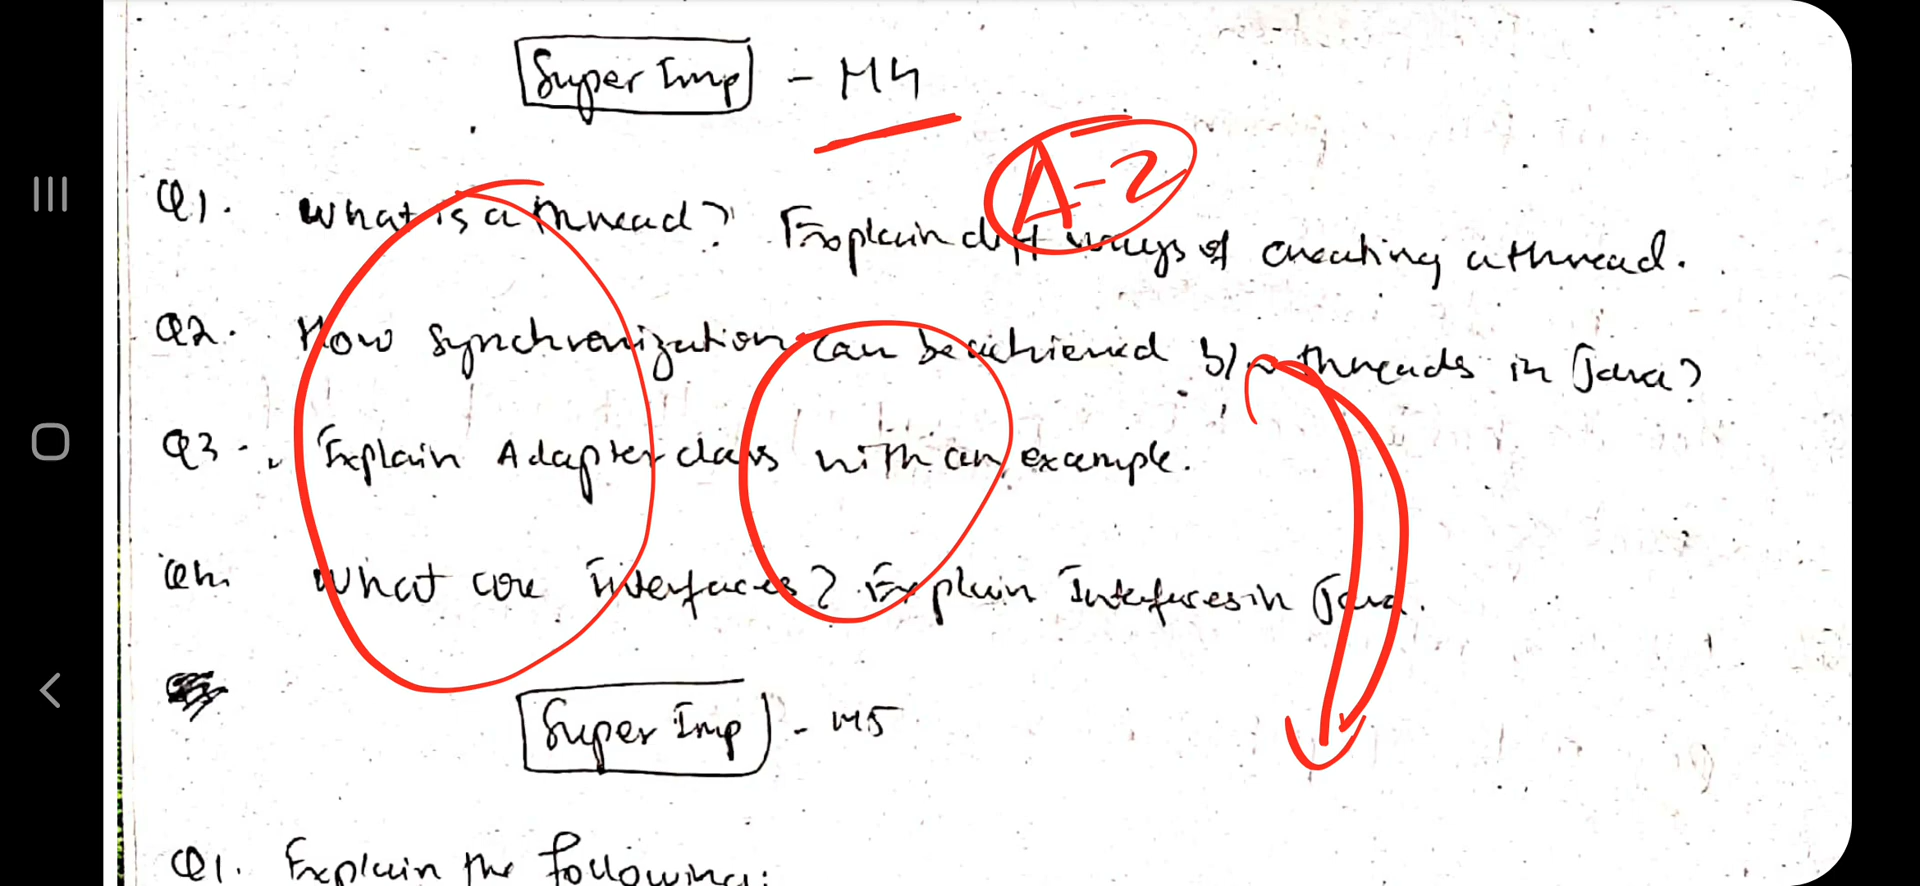 Super Imp - M4
A-2
Q1. What is a thread? Explain diff ways of creating a thread.
Q2. How synchronization can be achieved b/w threads in Java?
Q3. Explain Adapter class with an example.
Q4. What are Interfaces? Explain Interfaces in Java.
Super Imp - M5
Q1. Explain the following: